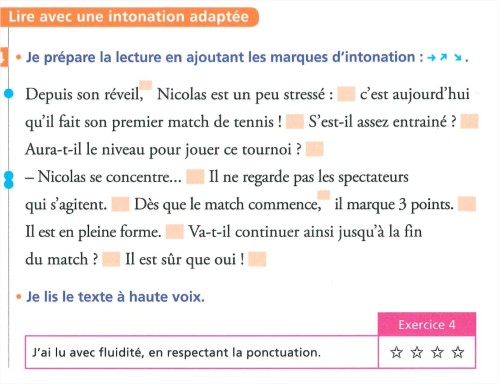 Lire avec une intonation adaptée
• Je prépare la lecture en ajoutant les marques d'intonation : → ↗ ↘ .
Depuis son réveil, Nicolas est un peu stressé : c'est aujourd'hui
qu'il fait son premier match de tennis ! S'est-il assez entrainé ?
Aura-t-il le niveau pour jouer ce tournoi ?
– Nicolas se concentre... Il ne regarde pas les spectateurs
qui s'agitent. Dès que le match commence, il marque 3 points.
Il est en pleine forme. Va-t-il continuer ainsi jusqu'à la fin
du match ? Il est sûr que oui !
• Je lis le texte à haute voix.
Exercice 4
J'ai lu avec fluidité, en respectant la ponctuation. ☆ ☆ ☆ ☆